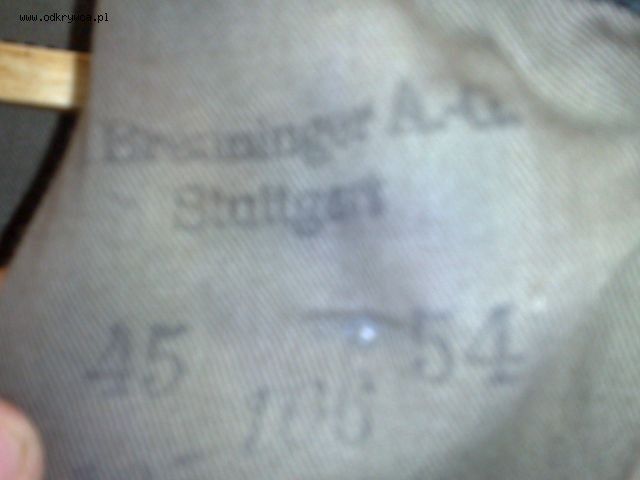 www.odkrywca.pl
Breuninger A.-G.
Stuttgart
45 54